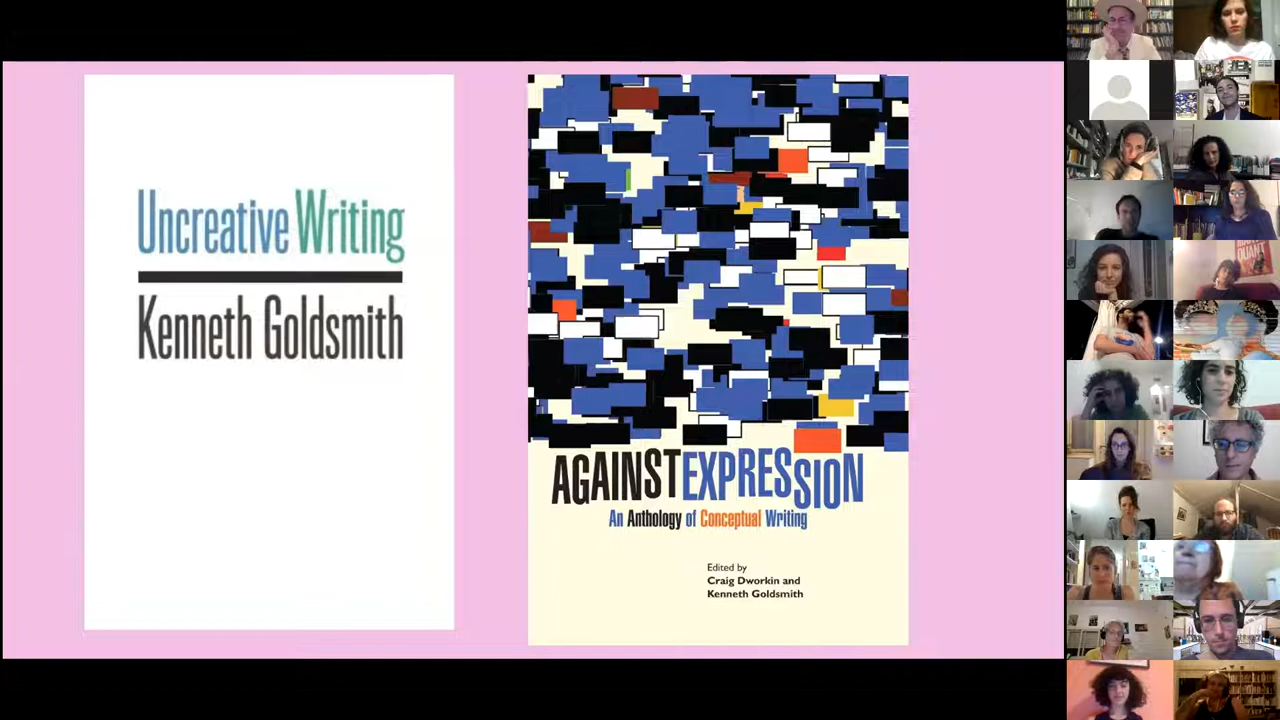 Uncreative Writing
Kenneth Goldsmith
AGAINST EXPRESSION
An Anthology of Conceptual Writing
Edited by
Craig Dworkin and
Kenneth Goldsmith